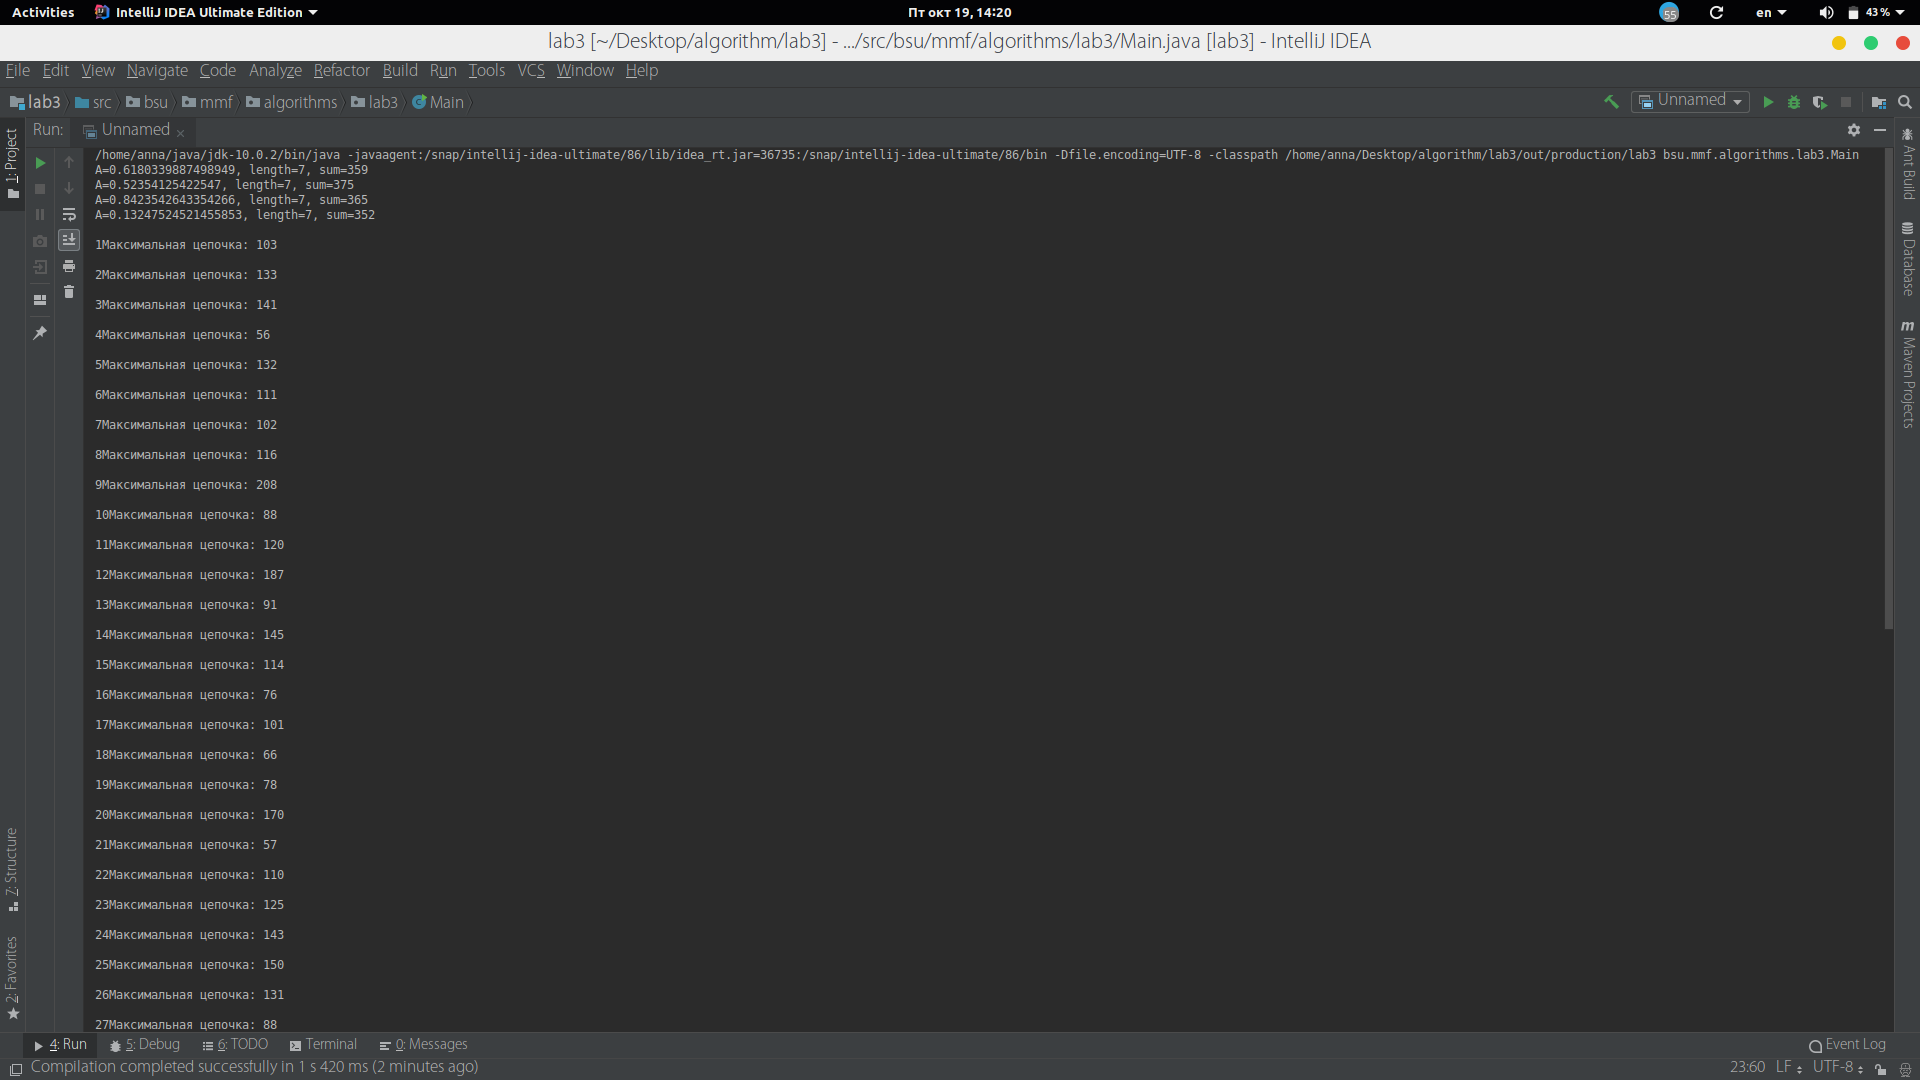 Activities IntelliJ IDEA Ultimate Edition Пт окт 19, 14:20 55 en 43 %
lab3 [~/Desktop/algorithm/lab3] - .../src/bsu/mmf/algorithms/lab3/Main.java [lab3] - IntelliJ IDEA
File Edit View Navigate Code Analyze Refactor Build Run Tools VCS Window Help
lab3 src bsu mmf algorithms lab3 Main Unnamed
Run: Unnamed
1: Project
/home/anna/java/jdk-10.0.2/bin/java -javaagent:/snap/intellij-idea-ultimate/86/lib/idea_rt.jar=36735:/snap/intellij-idea-ultimate/86/bin -Dfile.encoding=UTF-8 -classpath /home/anna/Desktop/algorithm/lab3/out/production/lab3 bsu.mmf.algorithms.lab3.Main
A=0.6180339887498949, length=7, sum=359
A=0.52354125422547, length=7, sum=375
A=0.8423542643354266, length=7, sum=365
A=0.13247524521455853, length=7, sum=352
1Максимальная цепочка: 103
2Максимальная цепочка: 133
3Максимальная цепочка: 141
4Максимальная цепочка: 56
5Максимальная цепочка: 132
6Максимальная цепочка: 111
7Максимальная цепочка: 102
8Максимальная цепочка: 116
9Максимальная цепочка: 208
10Максимальная цепочка: 88
11Максимальная цепочка: 120
12Максимальная цепочка: 187
13Максимальная цепочка: 91
14Максимальная цепочка: 145
15Максимальная цепочка: 114
16Максимальная цепочка: 76
17Максимальная цепочка: 101
18Максимальная цепочка: 66
19Максимальная цепочка: 78
20Максимальная цепочка: 170
21Максимальная цепочка: 57
22Максимальная цепочка: 110
23Максимальная цепочка: 125
24Максимальная цепочка: 143
25Максимальная цепочка: 150
26Максимальная цепочка: 131
27Максимальная цепочка: 88
Ant Build
Database
m Maven Projects
7: Structure
2: Favorites
4: Run 5: Debug 6: TODO Terminal 0: Messages Event Log
Compilation completed successfully in 1 s 420 ms (2 minutes ago) 23:60 LF UTF-8